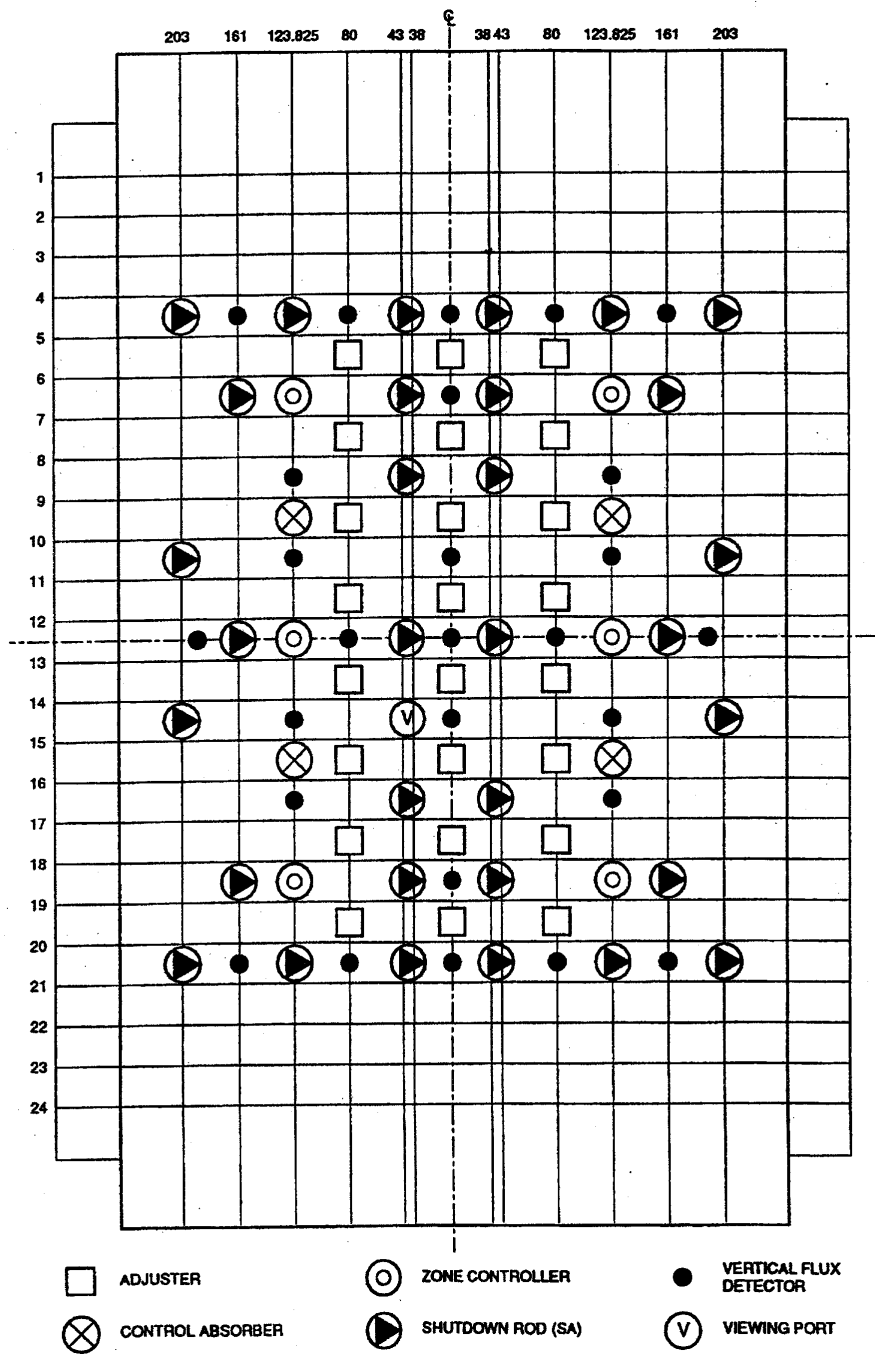 ℄
203 161 123.825 80 43 38 38 43 80 123.825 161 203
1
2
3
4
5
6
7
8
9
10
11
12
13
14
V
15
16
17
18
19
20
21
22
23
24
ADJUSTER
ZONE CONTROLLER
VERTICAL FLUX
DETECTOR
CONTROL ABSORBER
SHUTDOWN ROD (SA)
V
VIEWING PORT